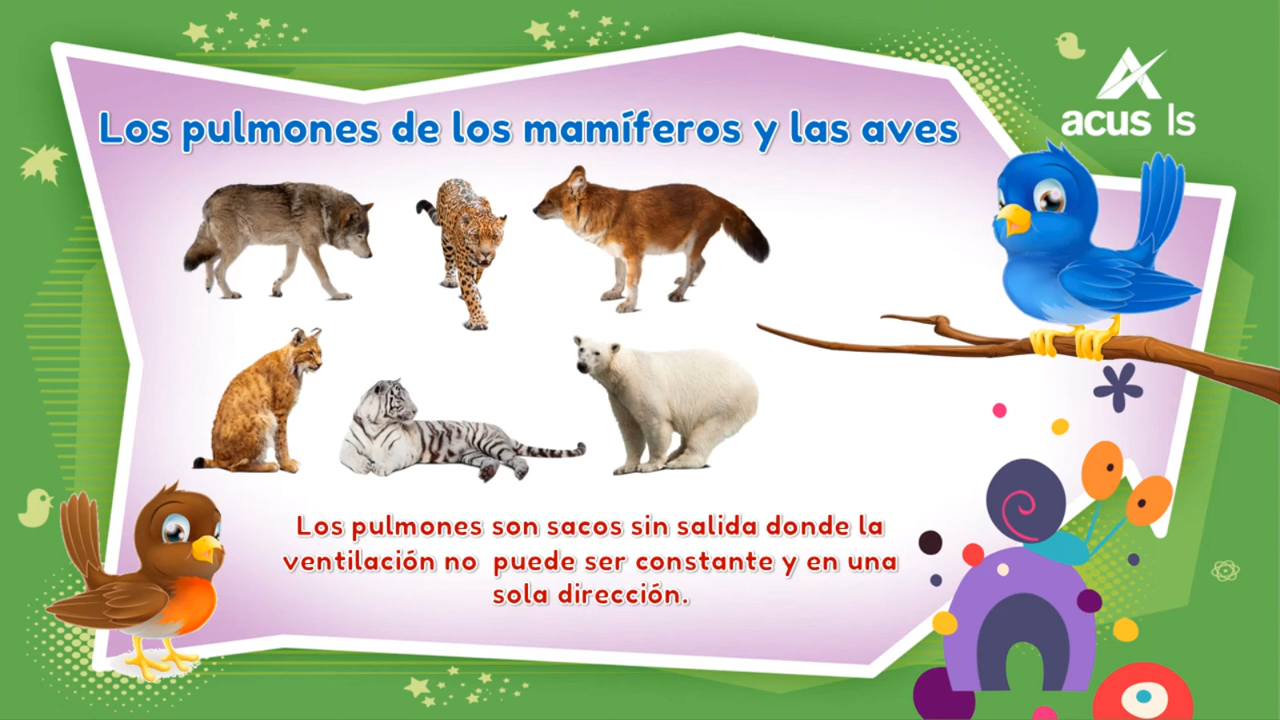 Los pulmones de los mamíferos y las aves
acus ls
Los pulmones son sacos sin salida donde la
ventilación no puede ser constante y en una
sola dirección.